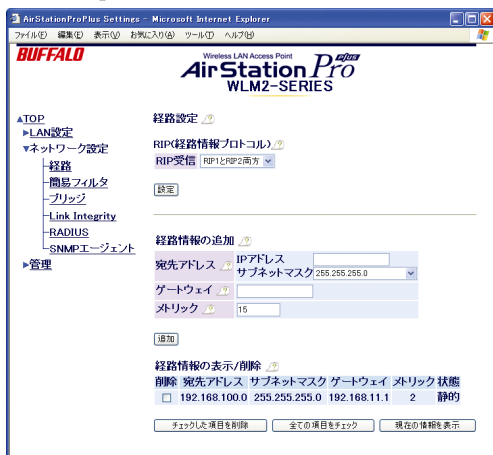 AirStationProPlus Settings - Microsoft Internet Explorer
ファイル(F) 編集(E) 表示(V) お気に入り(A) ツール(T) ヘルプ(H)
BUFFALO
Wireless LAN Access Point
AirStation Pro Plus
WLM2-SERIES
▲TOP
▶LAN設定
▼ネットワーク設定
経路
簡易フィルタ
ブリッジ
Link Integrity
RADIUS
SNMPエージェント
▶管理
経路設定 ?
RIP(経路情報プロトコル) ?
RIP受信 RIP1とRIP2両方
設定
経路情報の追加 ?
宛先アドレス ? IPアドレス
サブネットマスク 255.255.255.0
ゲートウェイ ?
メトリック ? 15
追加
経路情報の表示/削除 ?
削除 宛先アドレス サブネットマスク ゲートウェイ メトリック 状態
192.168.100.0 255.255.255.0 192.168.11.1 2 静的
チェックした項目を削除 全ての項目をチェック 現在の情報を表示